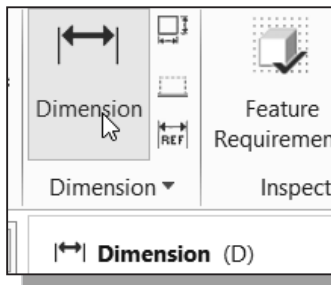 Dimension
REF
Feature
Requiremen
Dimension
Inspect
Dimension (D)